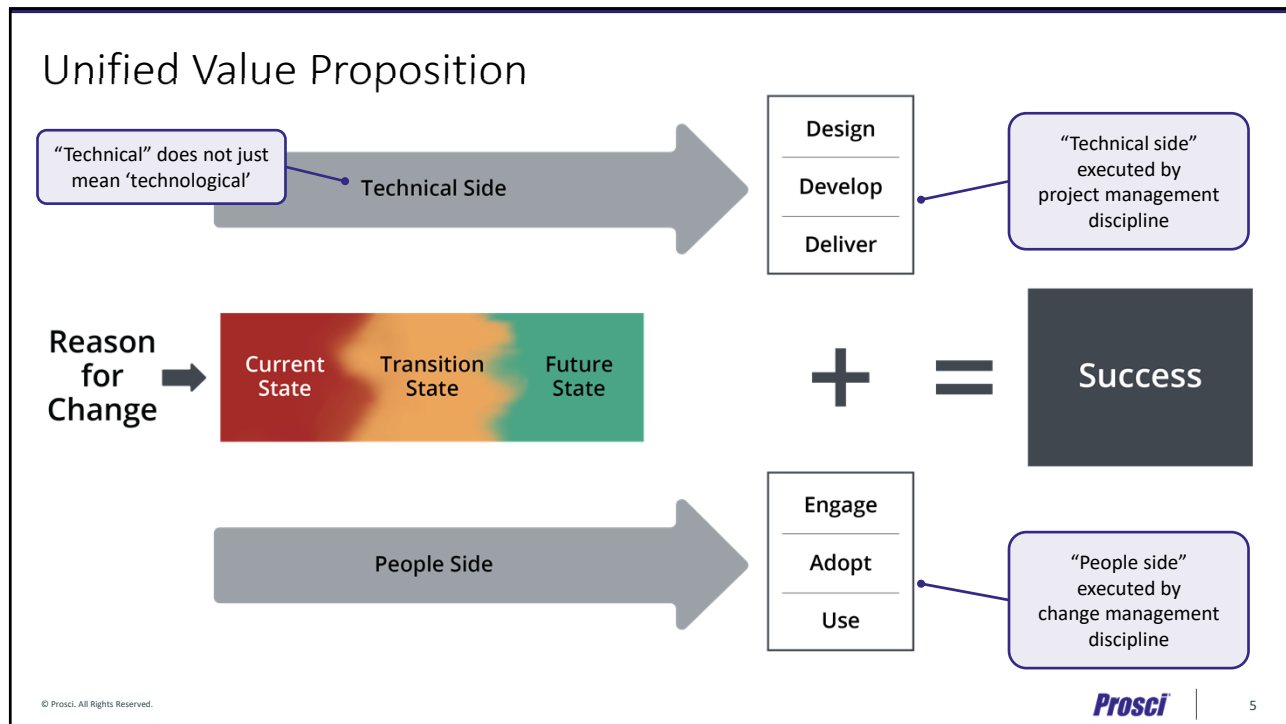 Unified Value Proposition
“Technical” does not just
mean ‘technological’
Technical Side
Design
Develop
Deliver
“Technical side”
executed by
project management
discipline
Reason
for
Change
Current
State
Transition
State
Future
State
+
=
Success
People Side
Engage
Adopt
Use
“People side”
executed by
change management
discipline
© Prosci. All Rights Reserved.
Prosci
5